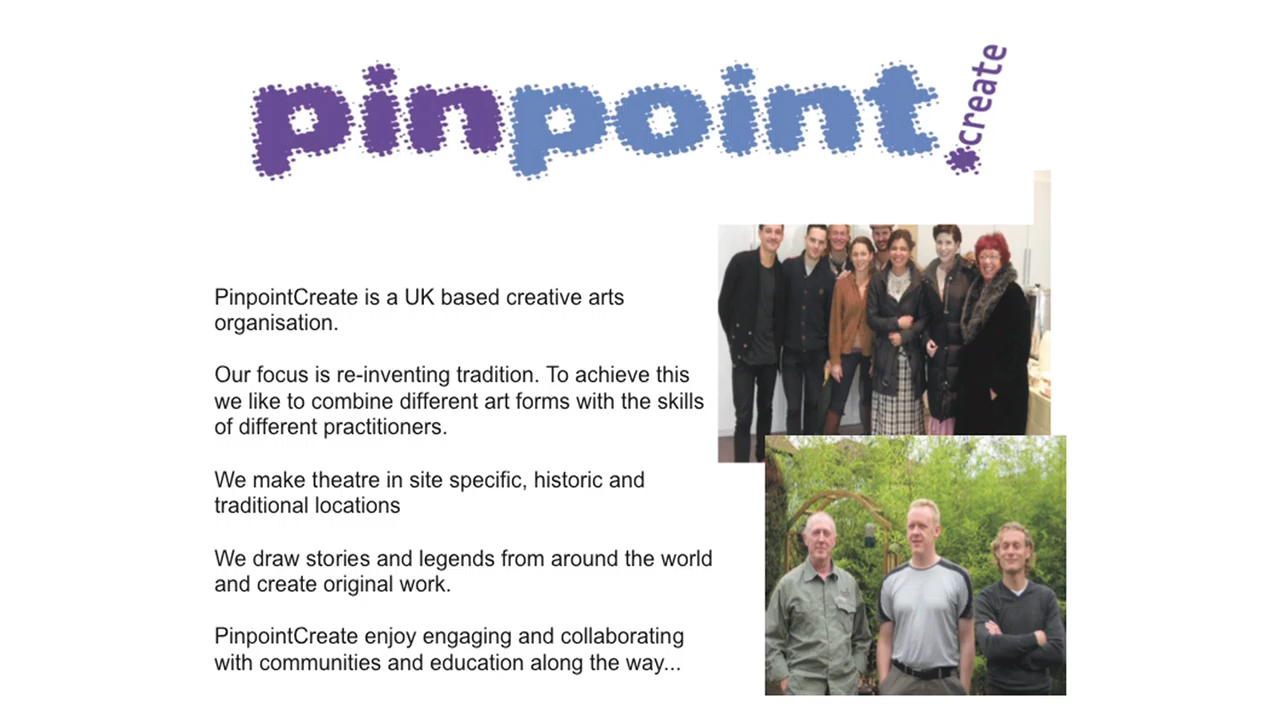 pinpoint create
PinpointCreate is a UK based creative arts
organisation.
Our focus is re-inventing tradition. To achieve this
we like to combine different art forms with the skills
of different practitioners.
We make theatre in site specific, historic and
traditional locations
We draw stories and legends from around the world
and create original work.
PinpointCreate enjoy engaging and collaborating
with communities and education along the way...